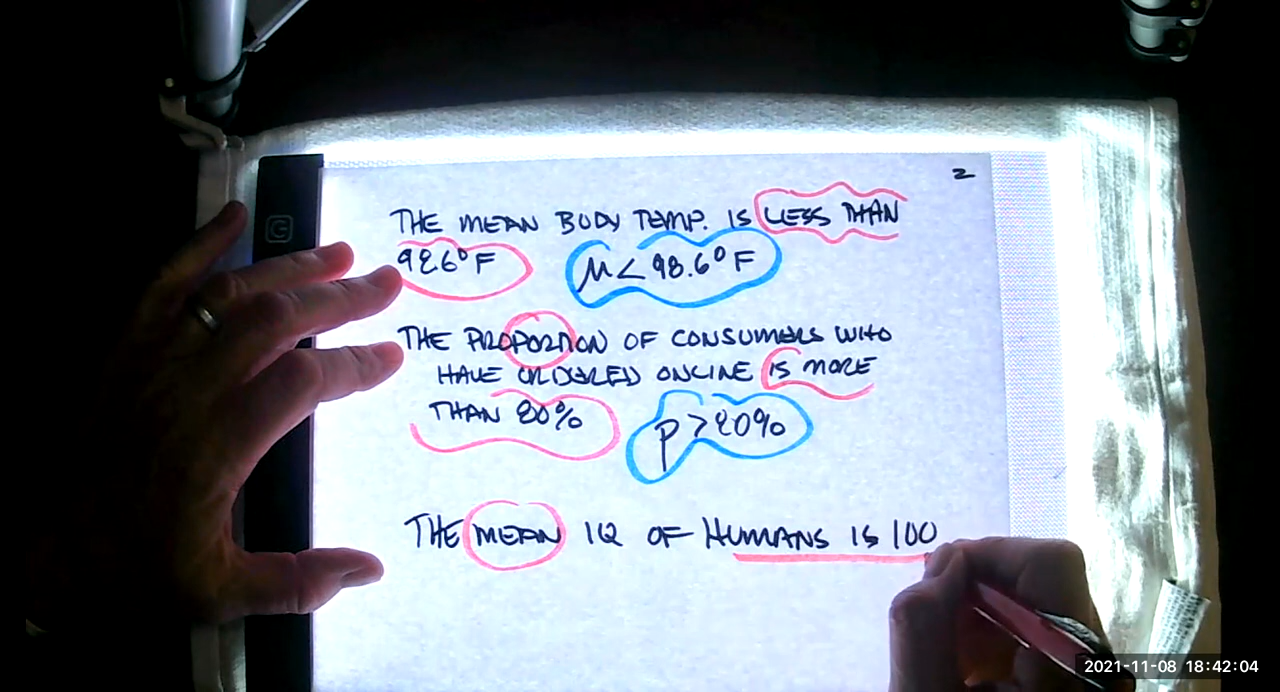 2
THE MEAN BODY TEMP. IS LESS THAN
98.6° F μ < 98.6° F
THE PROPORTION OF CONSUMERS WHO
HAVE ORDERED ONLINE IS MORE
THAN 80% p > 80%
THE MEAN IQ OF HUMANS IS 100
2021-11-08 18:42:04